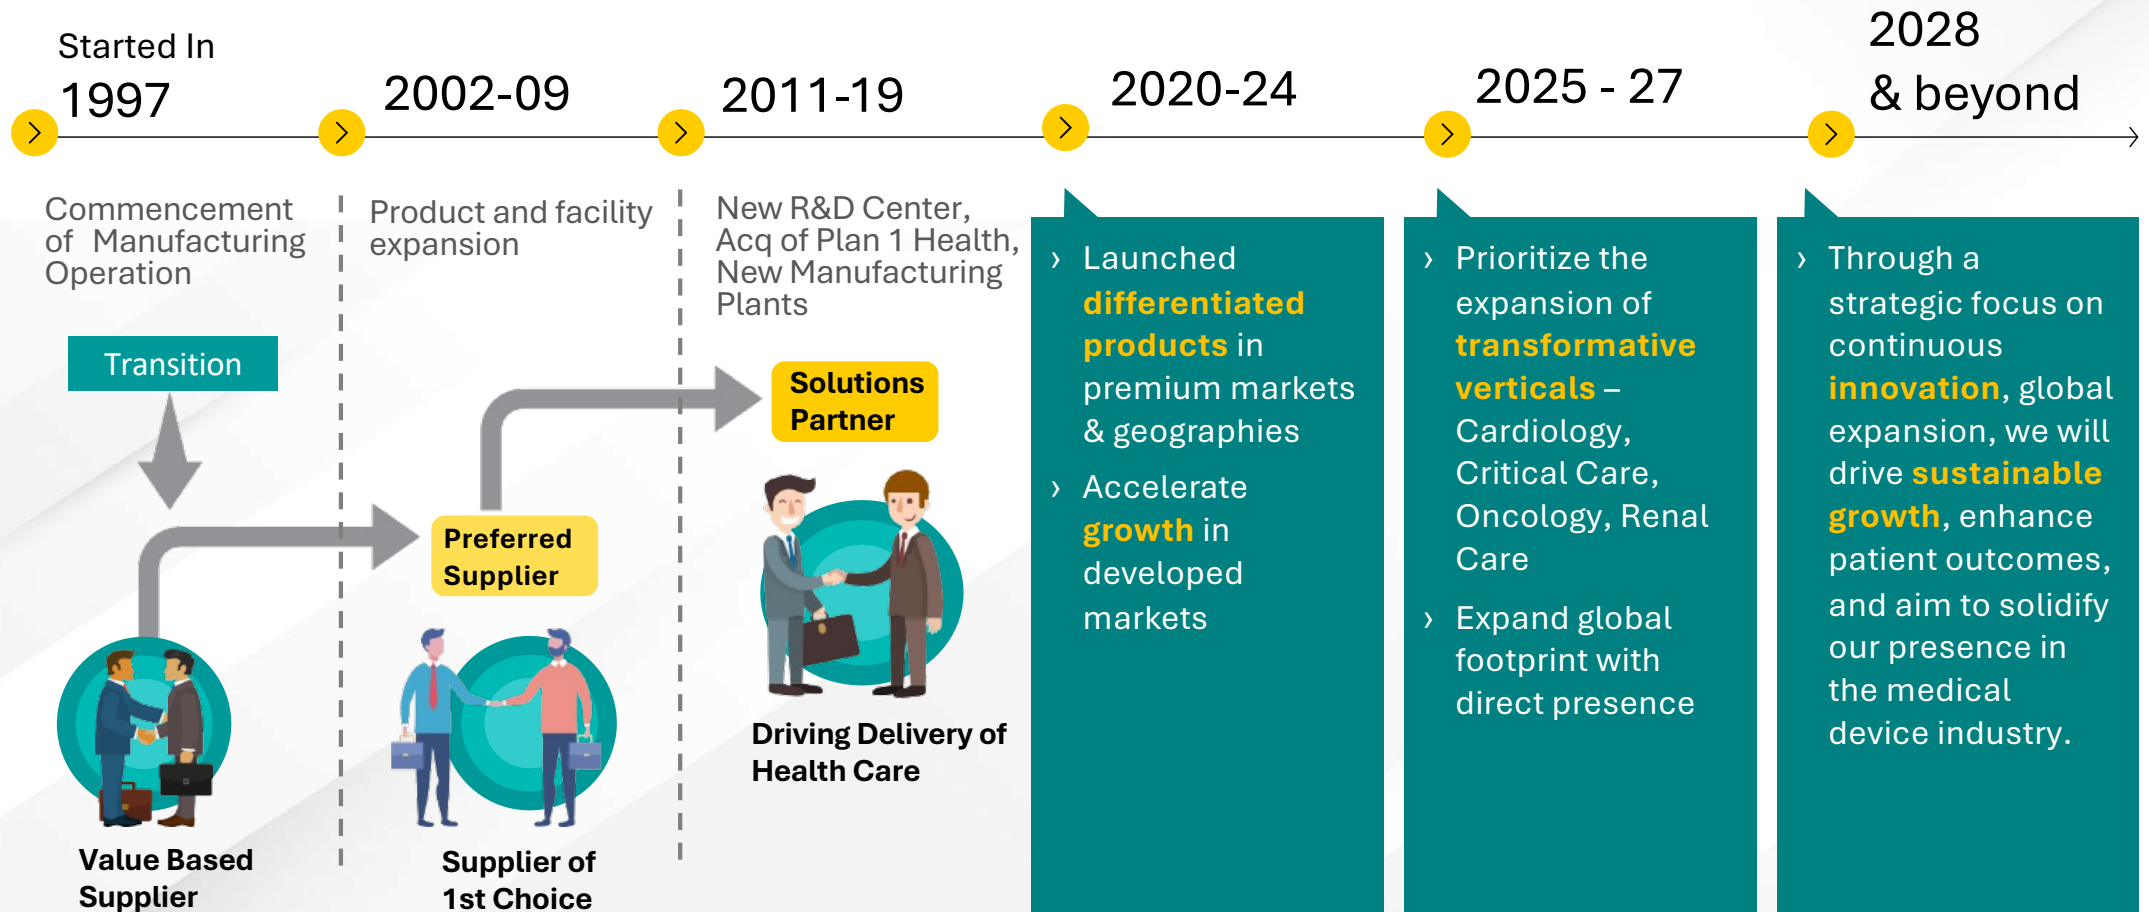 Started In
1997
2002-09
2011-19
2020-24
2025 - 27
2028
& beyond
Commencement
of Manufacturing
Operation
Transition
Value Based
Supplier
Product and facility
expansion
Preferred
Supplier
Supplier of
1st Choice
New R&D Center,
Acq of Plan 1 Health,
New Manufacturing
Plants
Solutions
Partner
Driving Delivery of
Health Care
› Launched
differentiated
products in
premium markets
& geographies
› Accelerate
growth in
developed
markets
› Prioritize the
expansion of
transformative
verticals –
Cardiology,
Critical Care,
Oncology, Renal
Care
› Expand global
footprint with
direct presence
› Through a
strategic focus on
continuous
innovation, global
expansion, we will
drive sustainable
growth, enhance
patient outcomes,
and aim to solidify
our presence in
the medical
device industry.